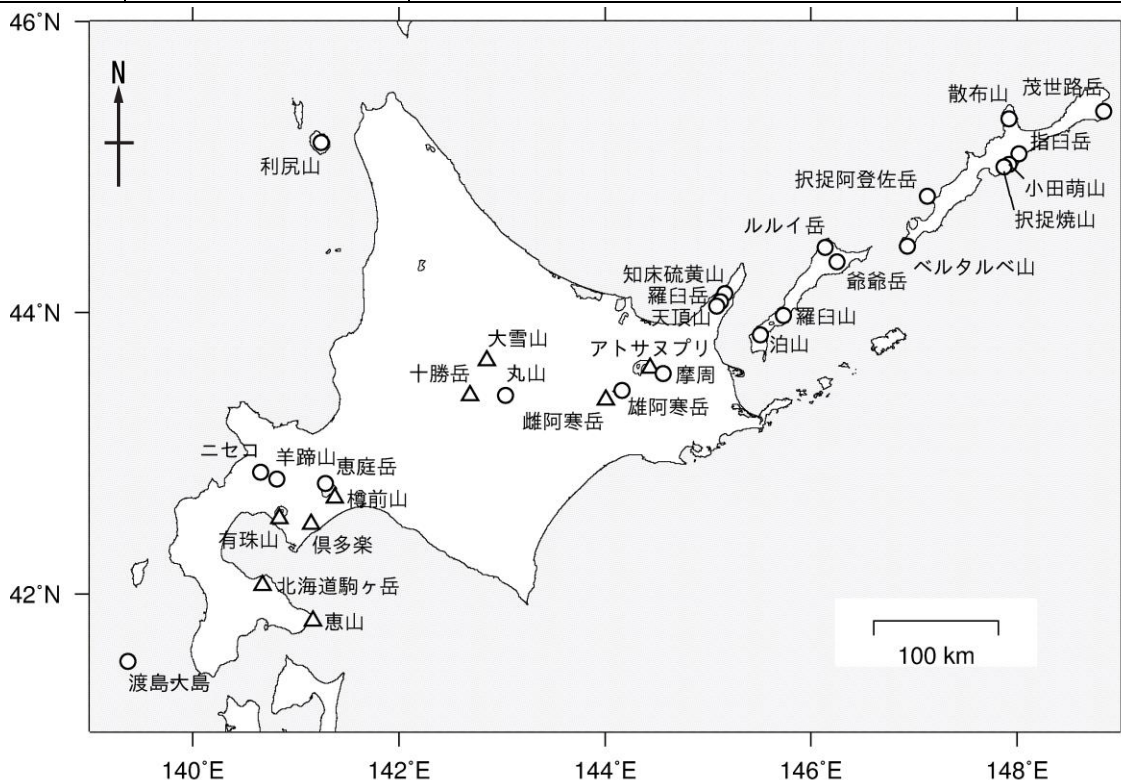 46°N
N
散布山
茂世路岳
利尻山
指臼岳
択捉阿登佐岳
小田萌山
択捉焼山
ルルイ岳
ベルタルベ山
爺爺岳
知床硫黄山
羅臼岳
天頂山
44°N
羅臼山
泊山
大雪山
アトサヌプリ
十勝岳
丸山
摩周
雌阿寒岳
雄阿寒岳
ニセコ
羊蹄山
恵庭岳
樽前山
有珠山
倶多楽
北海道駒ヶ岳
42°N
恵山
100 km
渡島大島
140°E
142°E
144°E
146°E
148°E